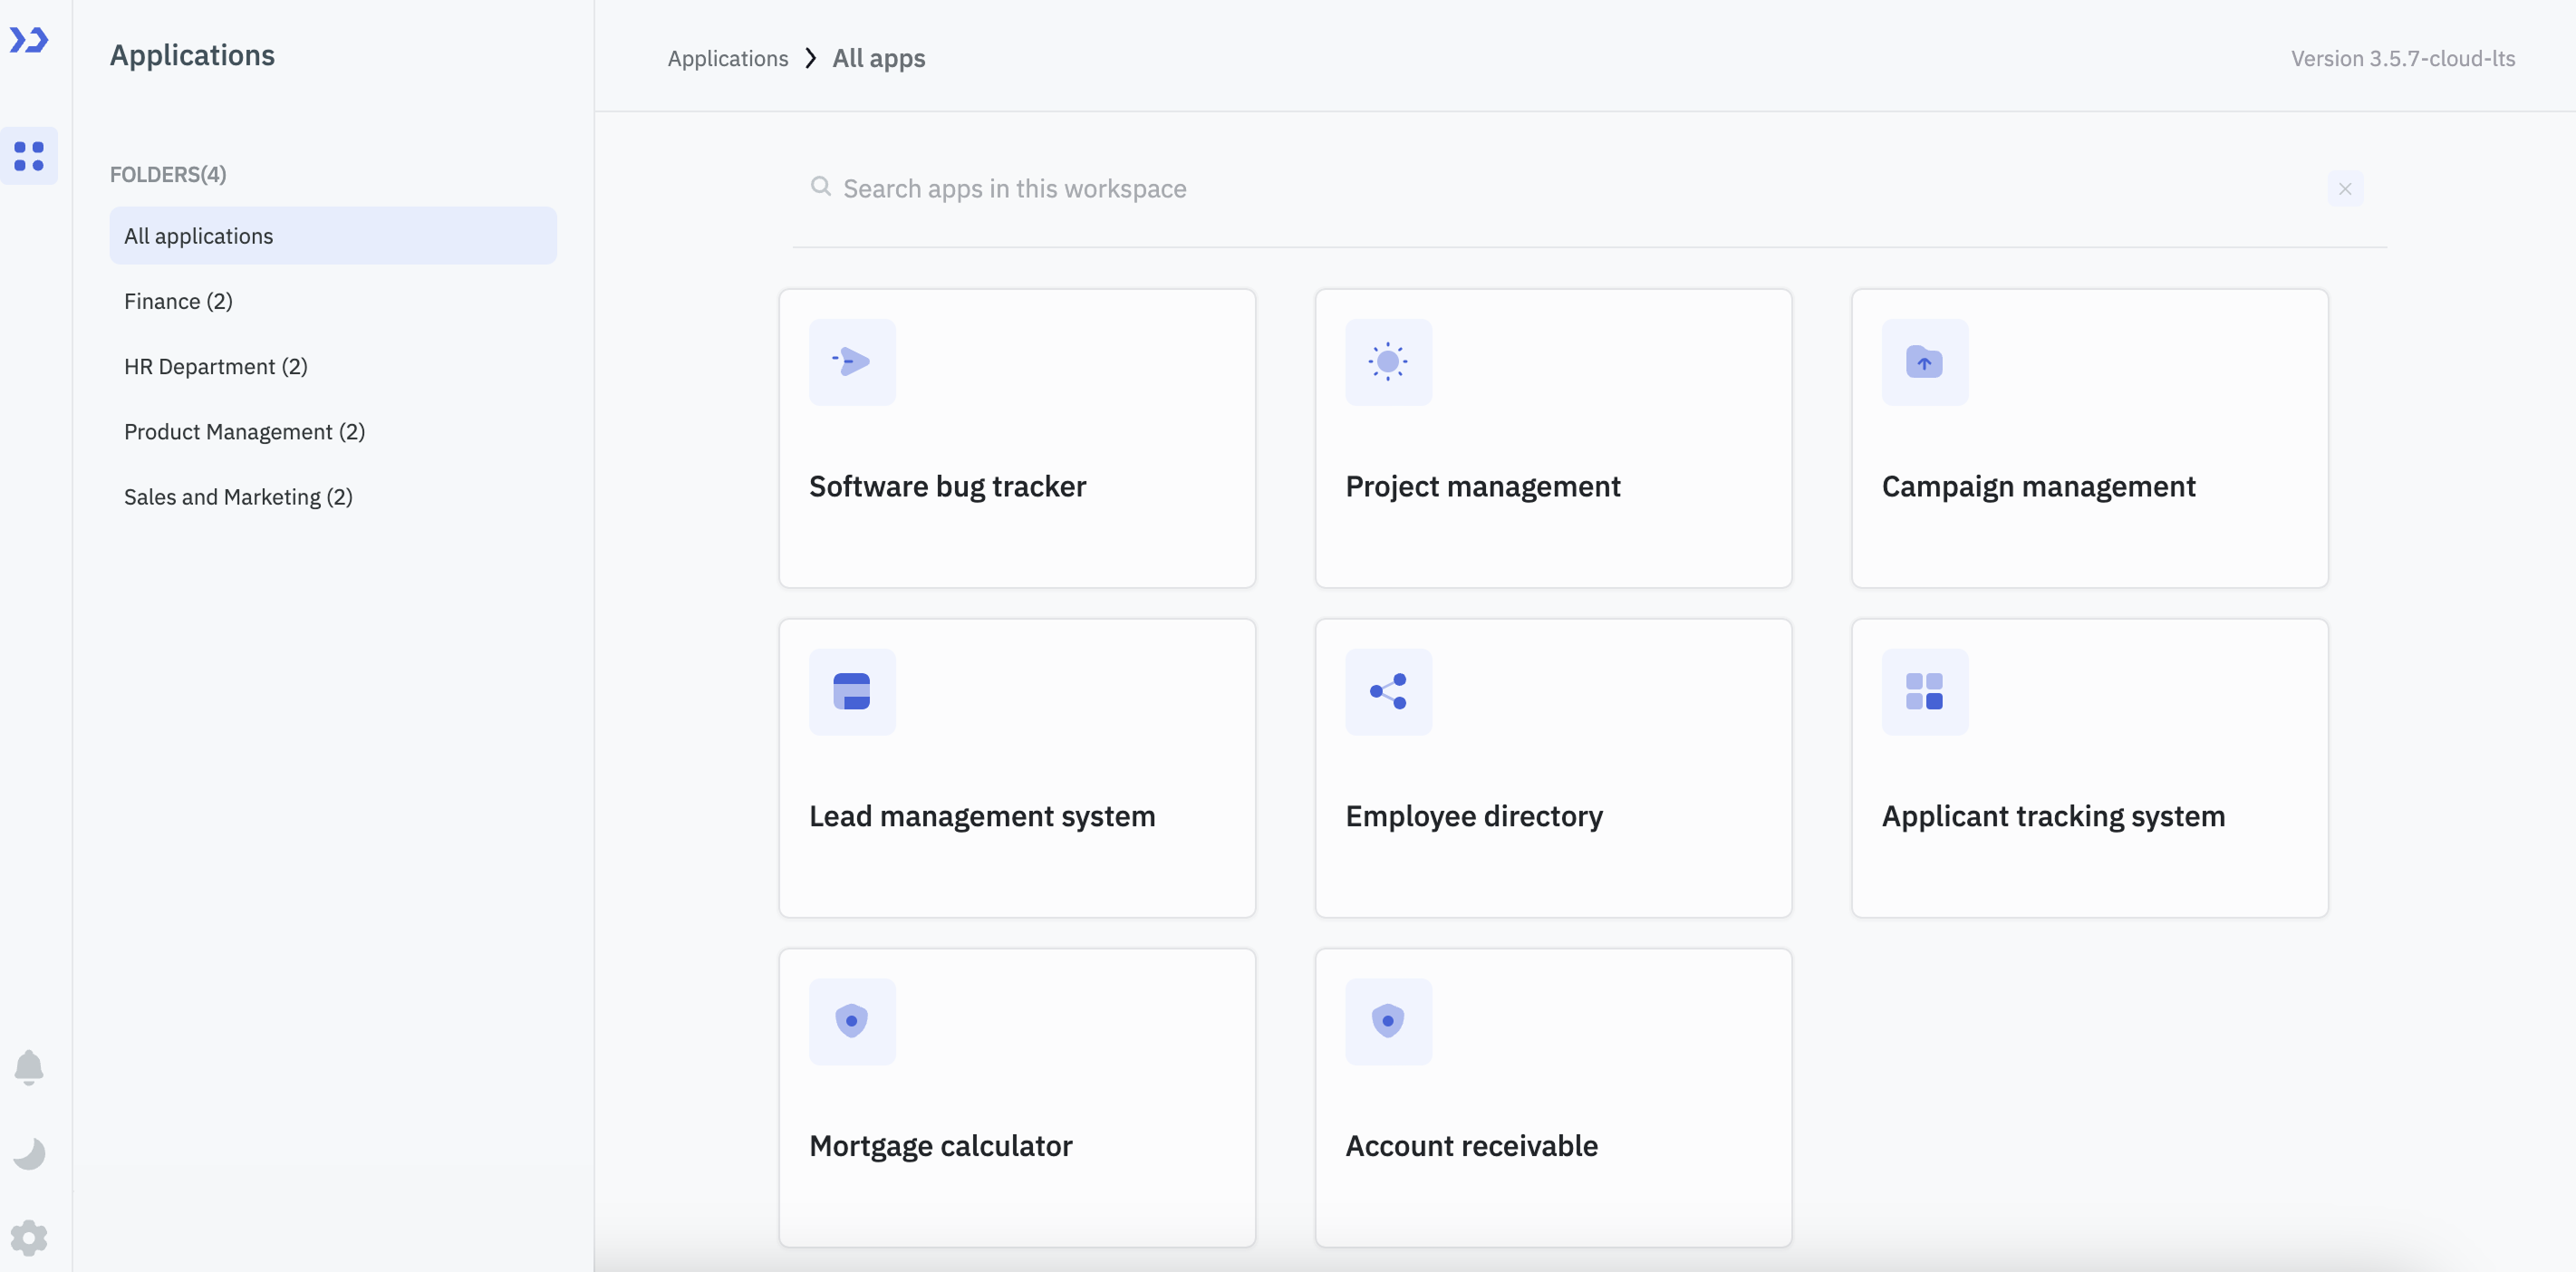 Applications
FOLDERS(4)
All applications
Finance (2)
HR Department (2)
Product Management (2)
Sales and Marketing (2)
Applications All apps
Version 3.5.7-cloud-lts
Search apps in this workspace
Software bug tracker
Project management
Campaign management
Lead management system
Employee directory
Applicant tracking system
Mortgage calculator
Account receivable